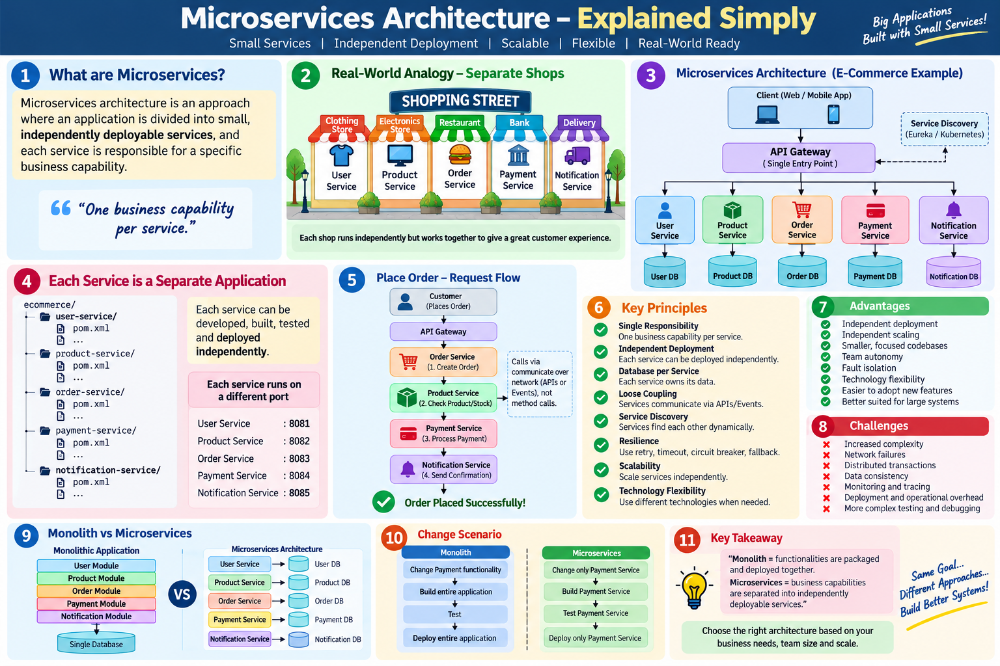 Microservices Architecture – Explained Simply
Small Services | Independent Deployment | Scalable | Flexible | Real-World Ready
Big Applications
Built with Small Services!
1 What are Microservices?
Microservices architecture is an approach
where an application is divided into small,
independently deployable services, and
each service is responsible for a specific
business capability.
“ “One business capability
per service.”
2 Real-World Analogy – Separate Shops
SHOPPING STREET
Clothing
Store
Electronics
Store
Restaurant
Bank
Delivery
User
Service
Product
Service
Order
Service
Payment
Service
Notification
Service
Each shop runs independently but works together to give a great customer experience.
3 Microservices Architecture (E-Commerce Example)
Client (Web / Mobile App)
Service Discovery
(Eureka / Kubernetes)
API Gateway
( Single Entry Point )
User
Service
Product
Service
Order
Service
Payment
Service
Notification
Service
User DB
Product DB
Order DB
Payment DB
Notification DB
4 Each Service is a Separate Application
ecommerce/
user-service/
pom.xml
...
product-service/
pom.xml
...
order-service/
pom.xml
...
payment-service/
pom.xml
...
notification-service/
pom.xml
...
Each service can be
developed, built, tested
and deployed
independently.
Each service runs on
a different port
User Service : 8081
Product Service : 8082
Order Service : 8083
Payment Service : 8084
Notification Service : 8085
5 Place Order – Request Flow
Customer
(Places Order)
API Gateway
Order Service
(1. Create Order)
Product Service
(2. Check Product/Stock)
Payment Service
(3. Process Payment)
Notification Service
(4. Send Confirmation)
Order Placed Successfully!
Calls via
communicate over
network (APIs or
Events), not
method calls.
6 Key Principles
Single Responsibility
One business capability per service.
Independent Deployment
Each service can be deployed independently.
Database per Service
Each service owns its data.
Loose Coupling
Services communicate via APIs/Events.
Service Discovery
Services find each other dynamically.
Resilience
Use retry, timeout, circuit breaker, fallback.
Scalability
Scale services independently.
Technology Flexibility
Use different technologies when needed.
7 Advantages
Independent deployment
Independent scaling
Smaller, focused codebases
Team autonomy
Fault isolation
Technology flexibility
Easier to adopt new features
Better suited for large systems
8 Challenges
Increased complexity
Network failures
Distributed transactions
Data consistency
Monitoring and tracing
Deployment and operational overhead
More complex testing and debugging
9 Monolith vs Microservices
Monolithic Application
User Module
Product Module
Order Module
Payment Module
Notification Module
Single Database
VS
Microservices Architecture
User Service User DB
Product Service Product DB
Order Service Order DB
Payment Service Payment DB
Notification Service Notification DB
10 Change Scenario
Monolith
Change Payment functionality
Build entire application
Test
Deploy entire application
Microservices
Change only Payment Service
Build Payment Service
Test Payment Service
Deploy only Payment Service
11 Key Takeaway
“Monolith = functionalities are packaged
and deployed together.
Microservices = business capabilities
are separated into independently
deployable services.”
Choose the right architecture based on your
business needs, team size and scale.
Same Goal...
Different Approaches...
Build Better Systems!